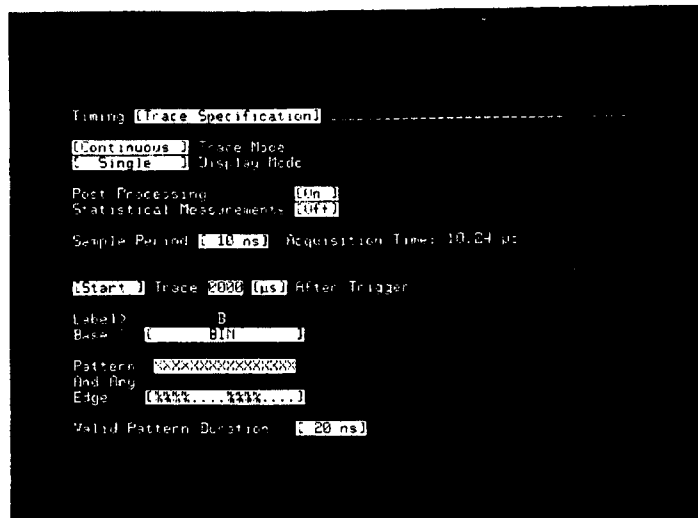 Timing [Trace Specification]
[Continuous ] Trace Mode
[ Single ] Display Mode
Post Processing [On ]
Statistical Measurements [Off]
Sample Period [ 10 ns] Acquisition Time: 10.24 µs
[Start ] Trace 2000 [µs] After Trigger
Label> B
Base [ BIN ]
Pattern XXXXXXXXXXXXXXXX
And Any
Edge [%%%%....%%%%....]
Valid Pattern Duration [ 20 ns]